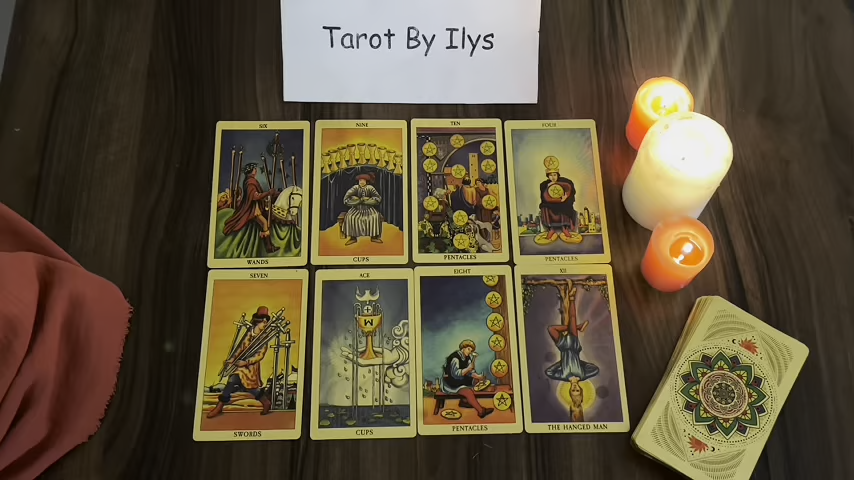 Tarot By Ilys
SIX
NINE
TEN
FOUR
WANDS
CUPS
PENTACLES
PENTACLES
SEVEN
ACE
EIGHT
XII
SWORDS
CUPS
PENTACLES
THE HANGED MAN